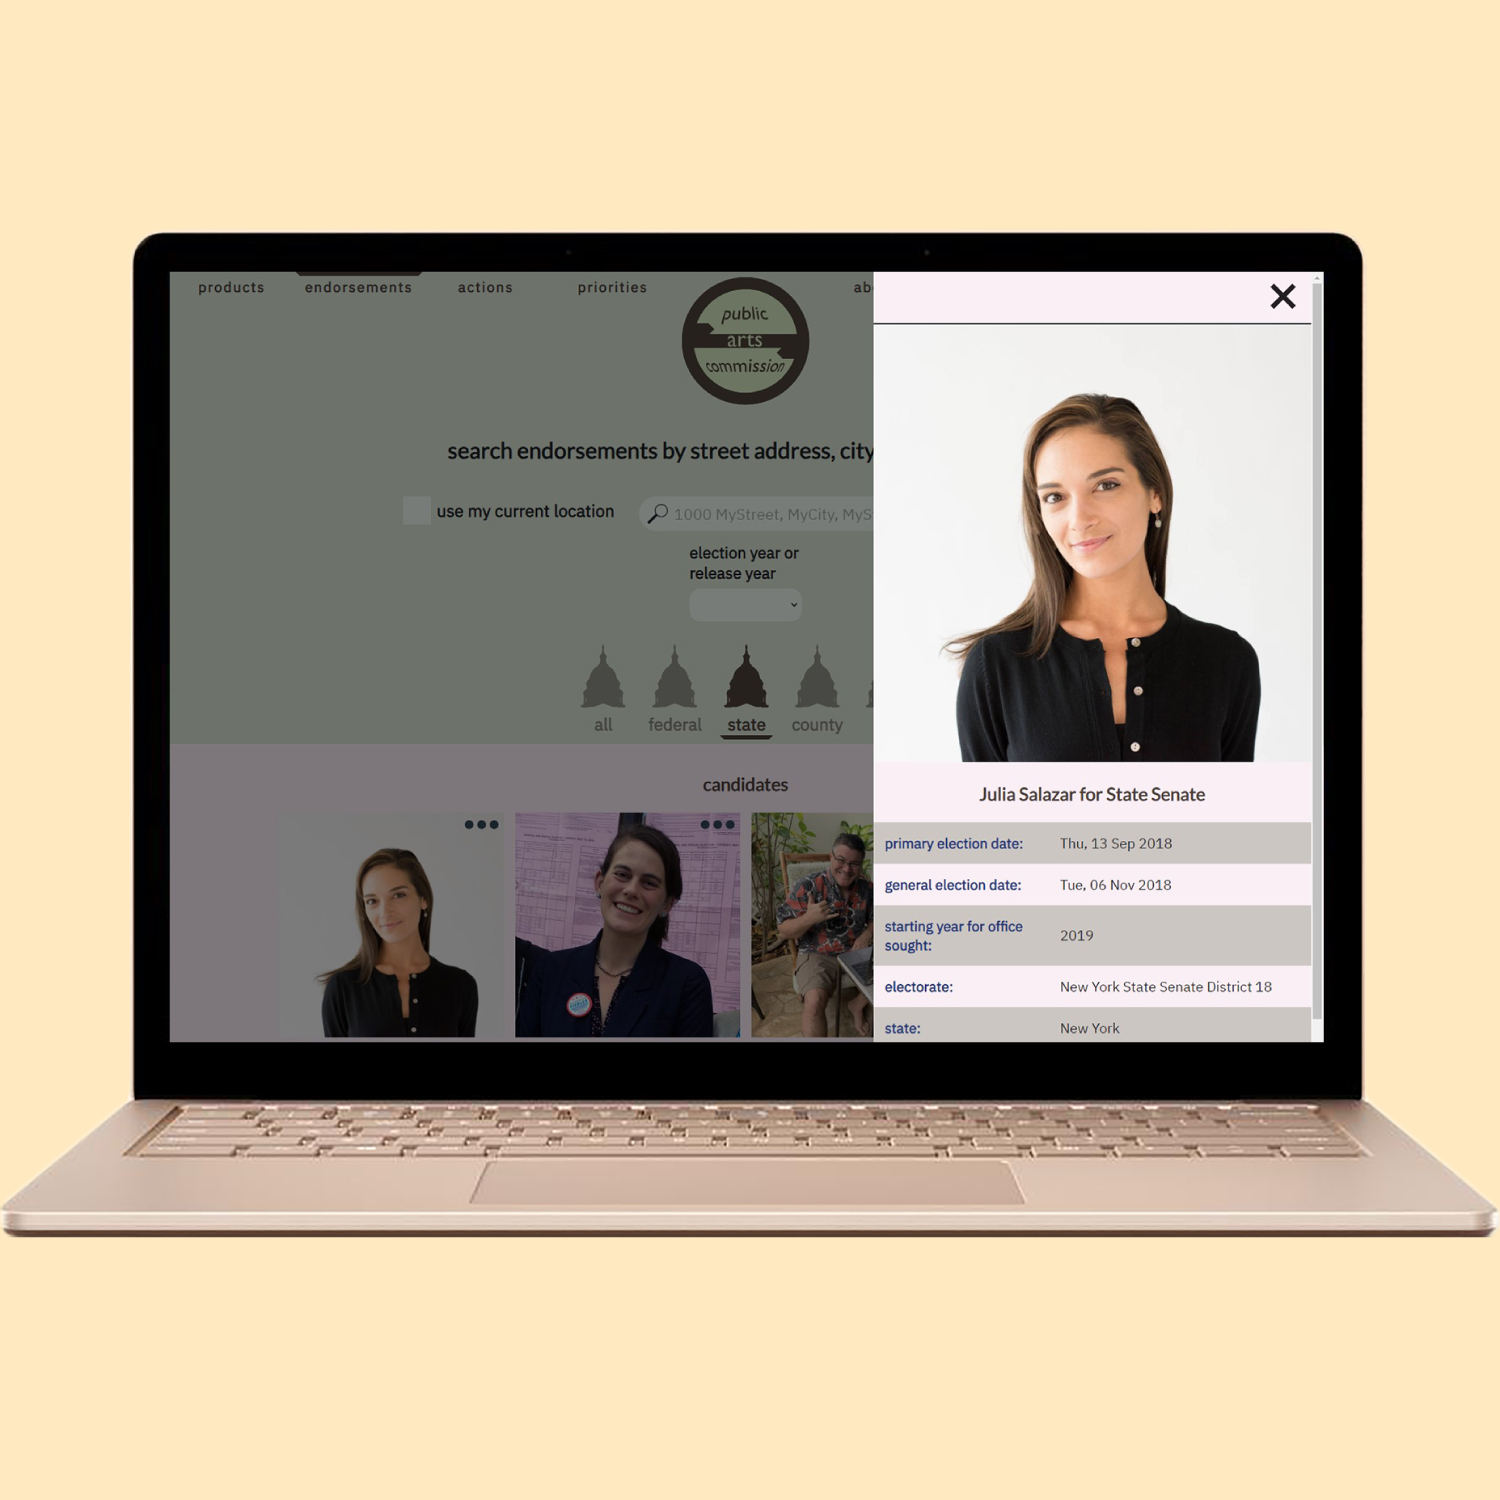 products endorsements actions priorities ab
public
arts
commission
search endorsements by street address, city
use my current location
1000 MyStreet, MyCity, MyS
election year or
release year
all federal state county
candidates
Julia Salazar for State Senate
primary election date: Thu, 13 Sep 2018
general election date: Tue, 06 Nov 2018
starting year for office
sought:
2019
electorate: New York State Senate District 18
state: New York